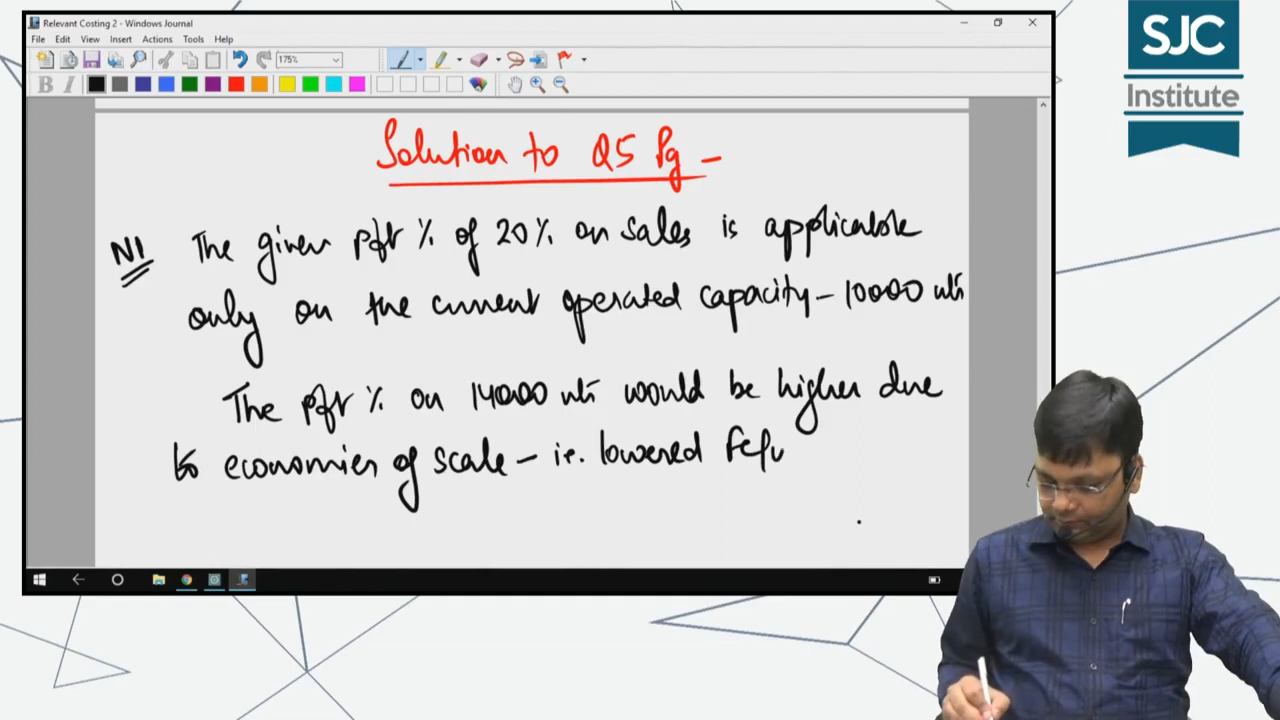 Relevant Costing 2 - Windows Journal
File Edit View Insert Actions Tools Help
175%
B I
SJC
Institute
Solution to Q5 Pg -
N1 The given pft % of 20% on sales is applicable
only on the current operated capacity - 10000 uts
The pft % on 14000 uts would be higher due
to economies of scale - ie. lowered FCpu